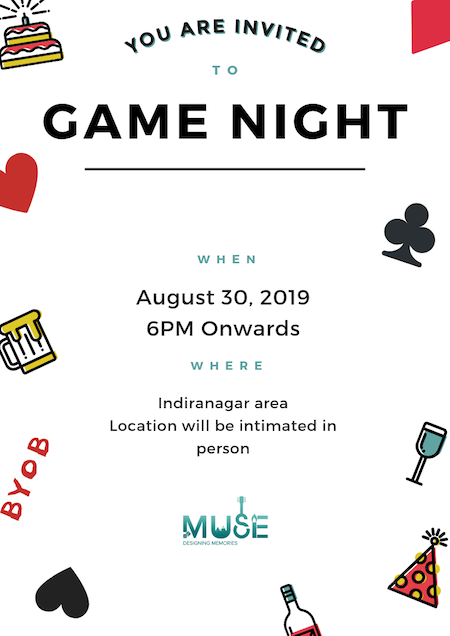 YOU ARE INVITED
TO
GAME NIGHT
WHEN
August 30, 2019
6PM Onwards
WHERE
Indiranagar area
Location will be intimated in
person
BYOB
MUSE
DESIGNING MEMORIES